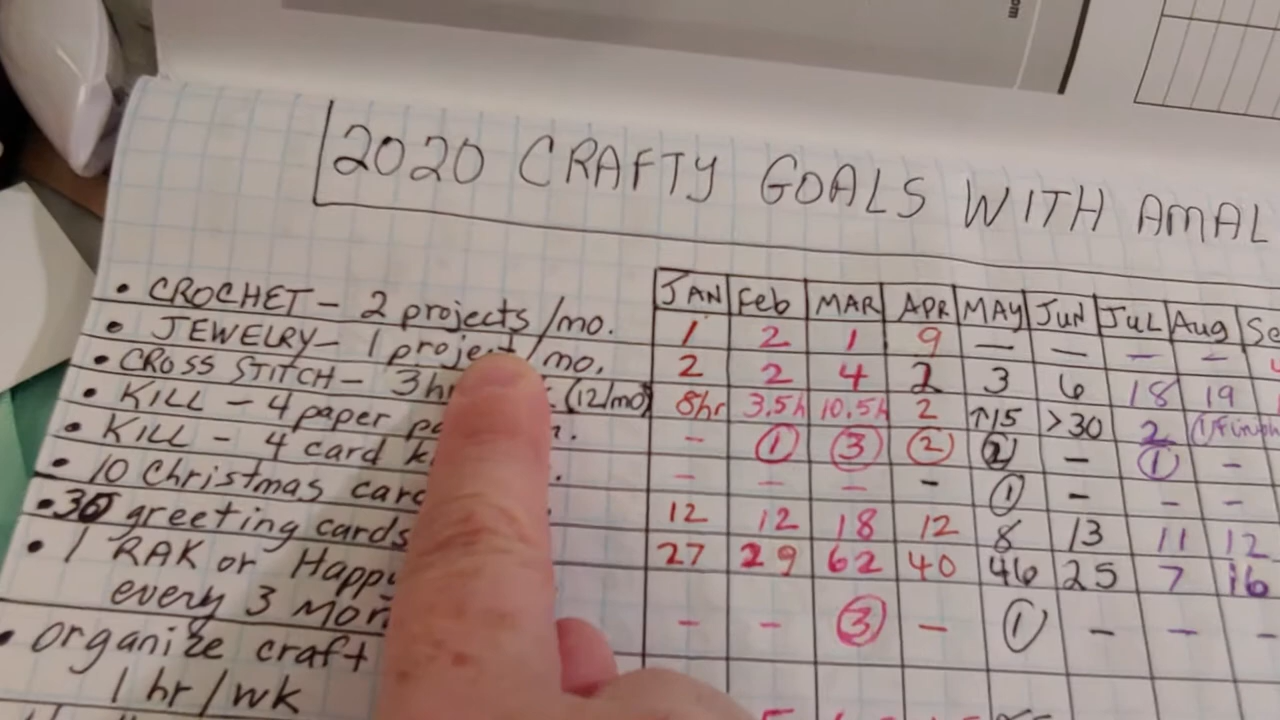 om
2020 CRAFTY GOALS WITH AMAL
JAN Feb MAR APR MAY JUN JUL Aug Se
• CROCHET - 2 projects/mo. 1 2 1 9 — — — —
• JEWELRY - 1 project/mo. 2 2 4 2 3 6 18 19
• CROSS STITCH - 3h (12/mo) 8hr 3.5h 10.5h 2 ↑15 >30 2
• KILL - 4 paper - 1 3 2 2 - 1 -
• KILL - 4 card - - - - 1 - - -
• 10 Christmas 12 12 18 12 8 13 11 12
• 30 greeting cards 27 29 62 40 46 25 7 16
• 1 RAK or Happy
every 3 - - 3 - 1 - - -
• organize craft
1 hr/wk